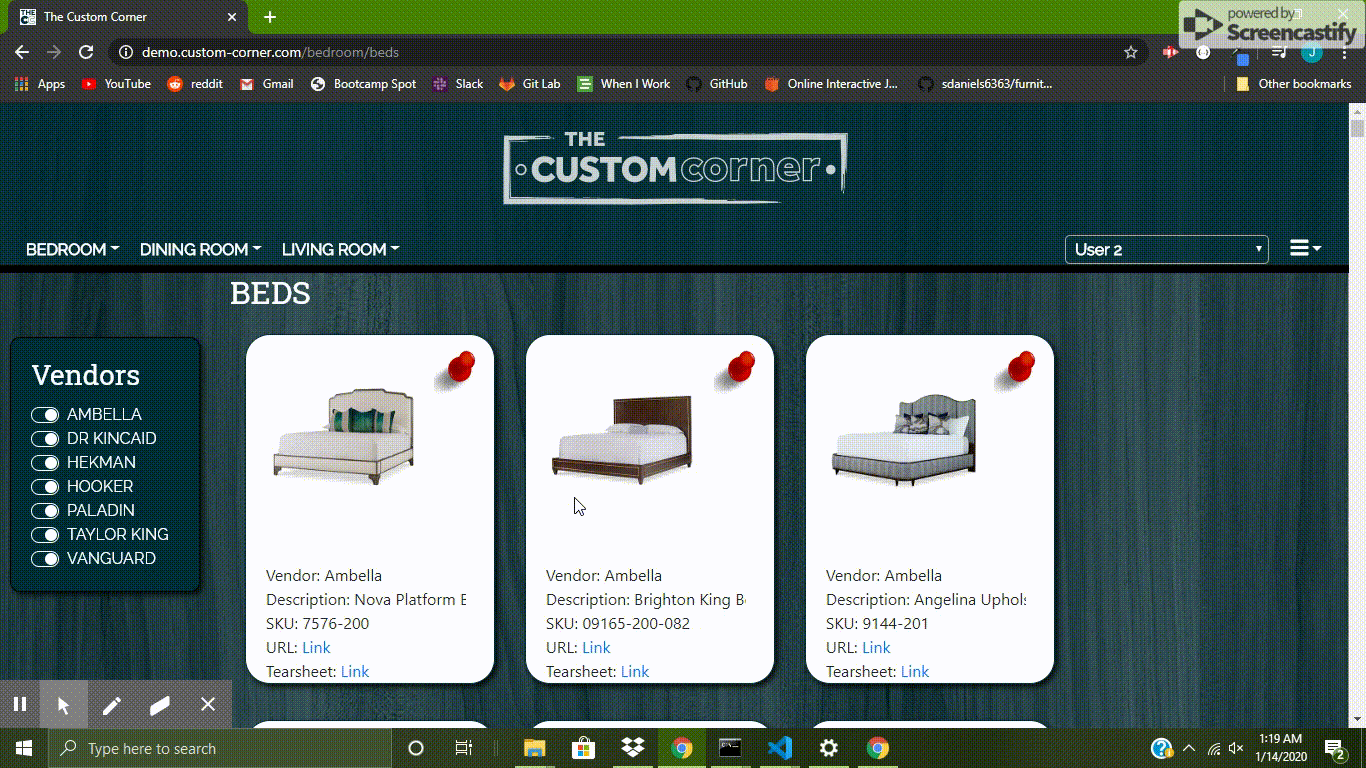 The Custom Corner
powered by
Screencastify
demo.custom-corner.com/bedroom/beds
J
Apps
YouTube
reddit
Gmail
Bootcamp Spot
Slack
Git Lab
When I Work
GitHub
Online Interactive J...
sdaniels6363/furnit...
Other bookmarks
THE
CUSTOM corner
BEDROOM
DINING ROOM
LIVING ROOM
User 2
BEDS
Vendors
AMBELLA
DR KINCAID
HEKMAN
HOOKER
PALADIN
TAYLOR KING
VANGUARD
Vendor: Ambella
Description: Nova Platform B
SKU: 7576-200
URL: Link
Tearsheet: Link
Vendor: Ambella
Description: Brighton King Be
SKU: 09165-200-082
URL: Link
Tearsheet: Link
Vendor: Ambella
Description: Angelina Uphols
SKU: 9144-201
URL: Link
Tearsheet: Link
Type here to search
1:19 AM
1/14/2020
2